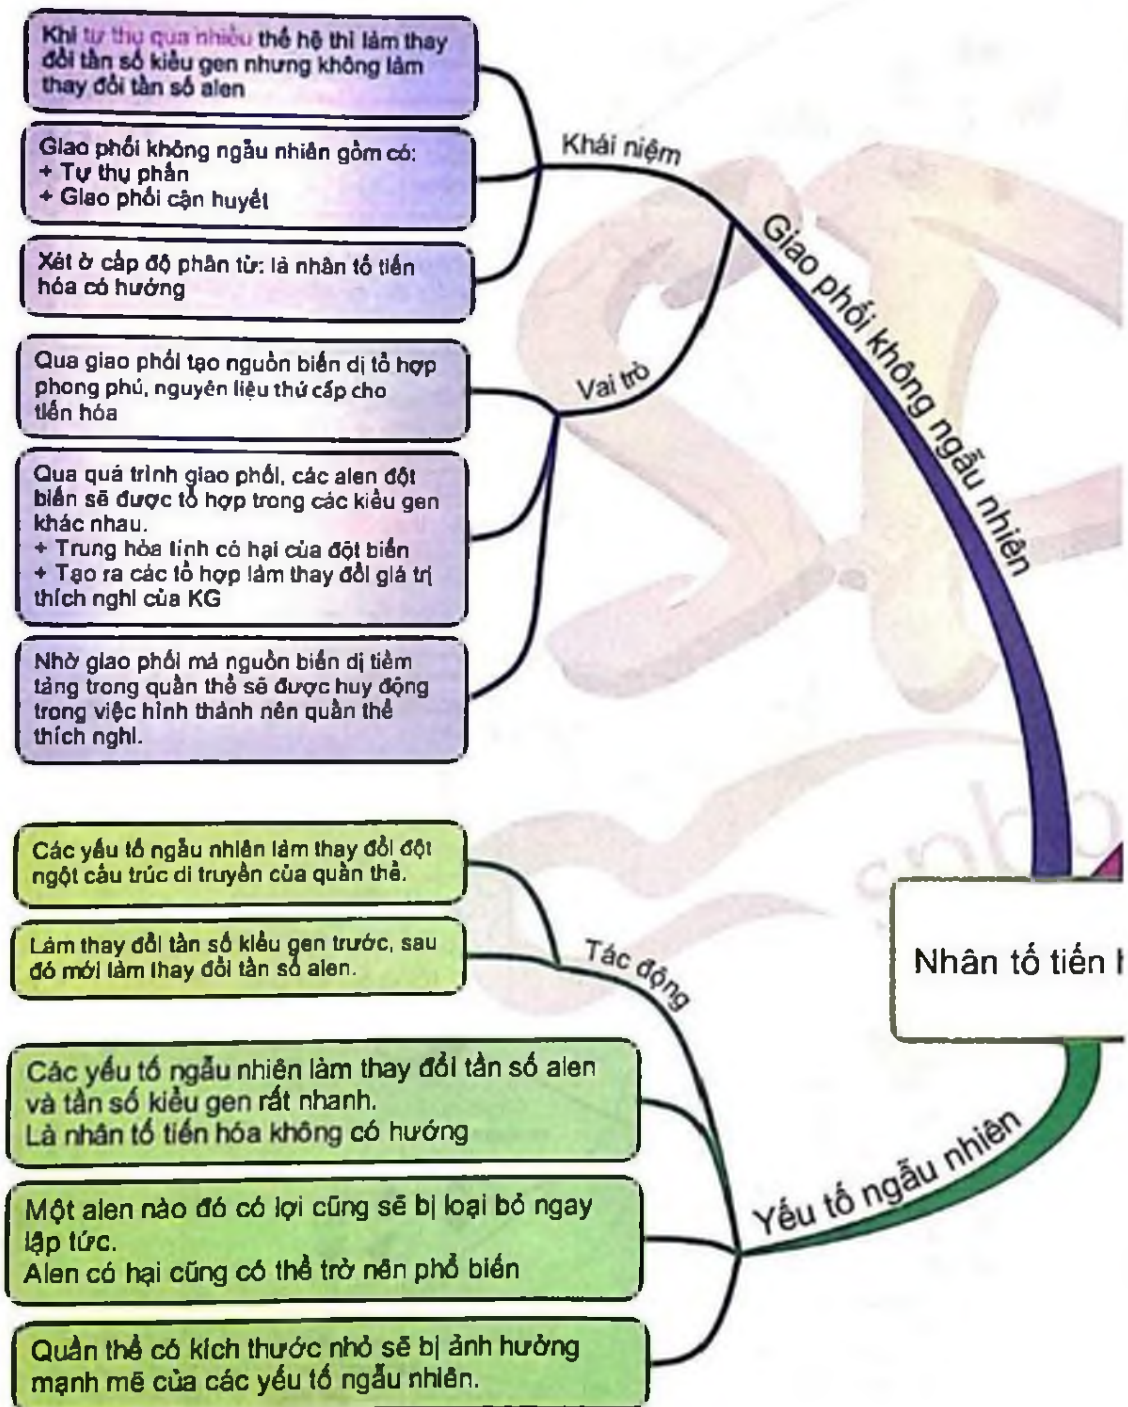 Khi tự thụ qua nhiều thế hệ thì làm thay
đổi tần số kiểu gen nhưng không làm
thay đổi tần số alen
Giao phối không ngẫu nhiên gồm có:
+ Tự thụ phấn
+ Giao phối cận huyết
Xét ở cấp độ phân tử: là nhân tố tiến
hóa có hướng
Khái niệm
Qua giao phối tạo nguồn biến dị tổ hợp
phong phú, nguyên liệu thứ cấp cho
tiến hóa
Qua quá trình giao phối, các alen đột
biến sẽ được tổ hợp trong các kiểu gen
khác nhau.
+ Trung hòa tính có hại của đột biến
+ Tạo ra các tổ hợp làm thay đổi giá trị
thích nghi của KG
Nhờ giao phối mà nguồn biến dị tiềm
tàng trong quần thể sẽ được huy động
trong việc hình thành nên quần thể
thích nghi.
Vai trò
Giao phối không ngẫu nhiên
Các yếu tố ngẫu nhiên làm thay đổi đột
ngột cấu trúc di truyền của quần thể.
Làm thay đổi tần số kiểu gen trước, sau
đó mới làm thay đổi tần số alen.
Tác động
Nhân tố tiến h
Các yếu tố ngẫu nhiên làm thay đổi tần số alen
và tần số kiểu gen rất nhanh.
Là nhân tố tiến hóa không có hướng
Một alen nào đó có lợi cũng sẽ bị loại bỏ ngay
lập tức.
Alen có hại cũng có thể trở nên phổ biến
Quần thể có kích thước nhỏ sẽ bị ảnh hưởng
mạnh mẽ của các yếu tố ngẫu nhiên.
Yếu tố ngẫu nhiên